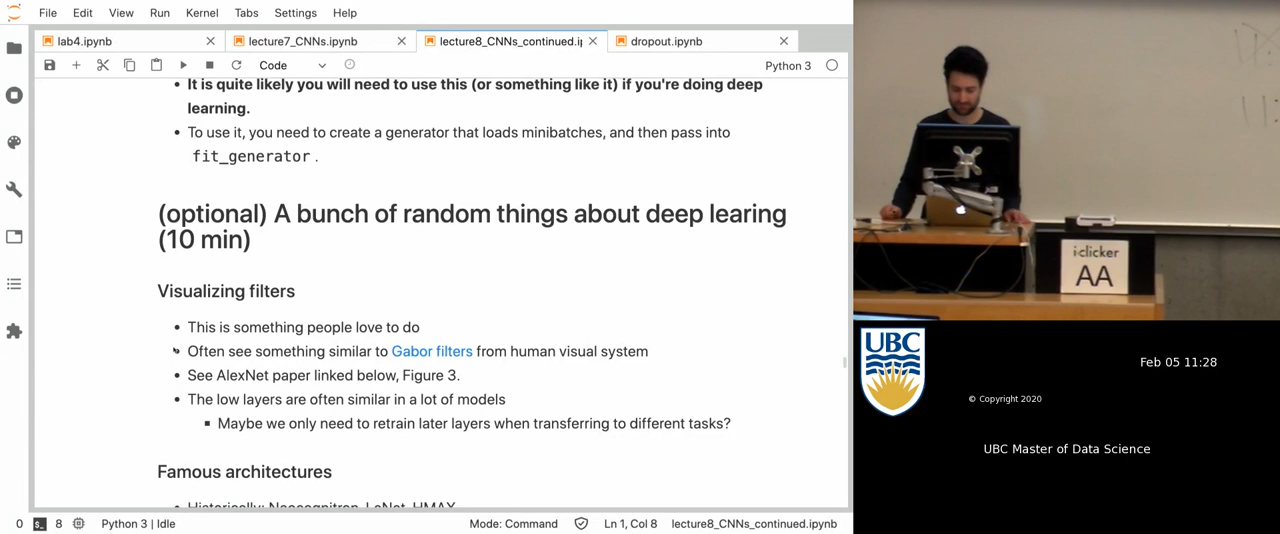 File Edit View Run Kernel Tabs Settings Help
lab4.ipynb lecture7_CNNs.ipynb lecture8_CNNs_continued.i dropout.ipynb
Code Python 3
• It is quite likely you will need to use this (or something like it) if you're doing deep
learning.
• To use it, you need to create a generator that loads minibatches, and then pass into
fit_generator .
(optional) A bunch of random things about deep learing
(10 min)
Visualizing filters
• This is something people love to do
• Often see something similar to Gabor filters from human visual system
• See AlexNet paper linked below, Figure 3.
• The low layers are often similar in a lot of models
▪ Maybe we only need to retrain later layers when transferring to different tasks?
Famous architectures
• Historically: Neocognitron, LeNet, HMAX
0 8 Python 3 | Idle Mode: Command Ln 1, Col 8 lecture8_CNNs_continued.ipynb
i·clicker
AA
UBC
Feb 05 11:28
© Copyright 2020
UBC Master of Data Science